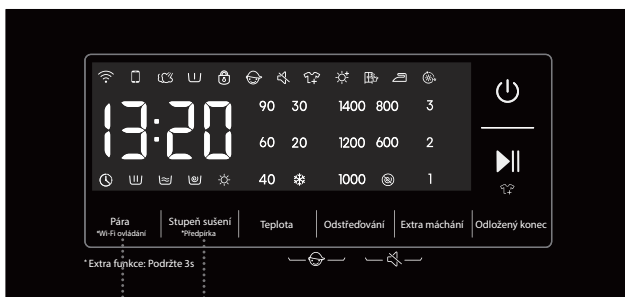 13:20
90 30 1400 800 3
60 20 1200 600 2
40 1000 1
Pára Stupeň sušení Teplota Odstřeďování Extra máchání Odložený konec
*Wi-Fi ovládání *Předpírka
*Extra funkce: Podržte 3s